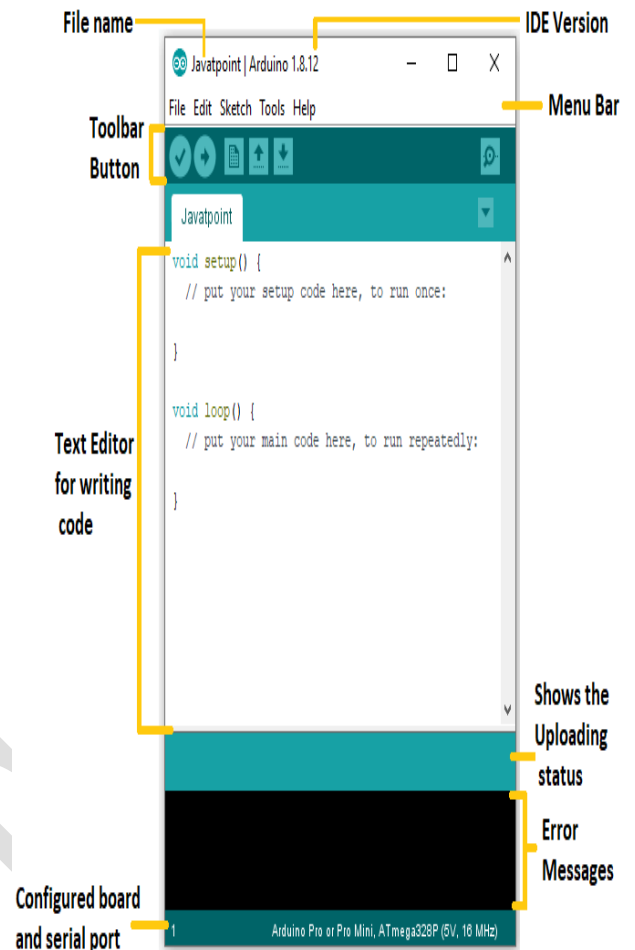 File name
IDE Version
Javatpoint | Arduino 1.8.12
File Edit Sketch Tools Help
Menu Bar
Toolbar
Button
Javatpoint
void setup() {
// put your setup code here, to run once:
}
void loop() {
// put your main code here, to run repeatedly:
}
Text Editor
for writing
code
Shows the
Uploading
status
Error
Messages
Configured board
and serial port
1
Arduino Pro or Pro Mini, ATmega328P (5V, 16 MHz)